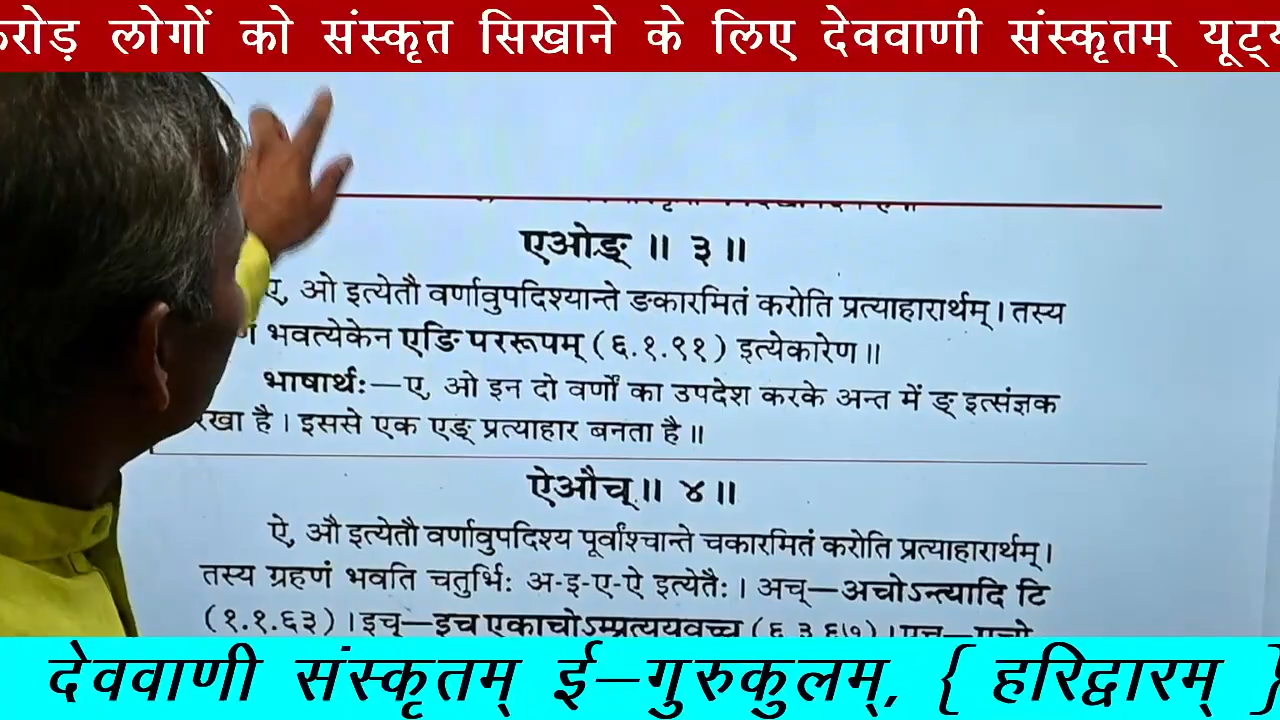 लोगों को संस्कृत सिखाने के लिए देववाणी संस्कृतम्
एओङ् ॥ ३ ॥
ए, ओ इत्येतौ वर्णावुपदिश्यान्ते ङकारमितं करोति प्रत्याहारार्थम् । तस्य
भवत्येकेन एङि पररूपम् (६.१.९१) इत्येकारेण ॥
भाषार्थः—ए, ओ इन दो वर्णों का उपदेश करके अन्त में ङ् इत्संज्ञक
रखा है । इससे एक एङ् प्रत्याहार बनता है ॥
ऐऔच् ॥ ४ ॥
ऐ, औ इत्येतौ वर्णावुपदिश्य पूर्वांश्चान्ते चकारमितं करोति प्रत्याहारार्थम् ।
तस्य ग्रहणं भवति चतुर्भिः अ-इ-ए-ऐ इत्येतैः । अच्—अचोऽन्त्यादि टि
(१.१.६३) । इच्—इच एकाचोऽम्प्रत्ययवच्च (६.३.६७) ।
देववाणी संस्कृतम् ई–गुरुकुलम्, { हरिद्वारम् }